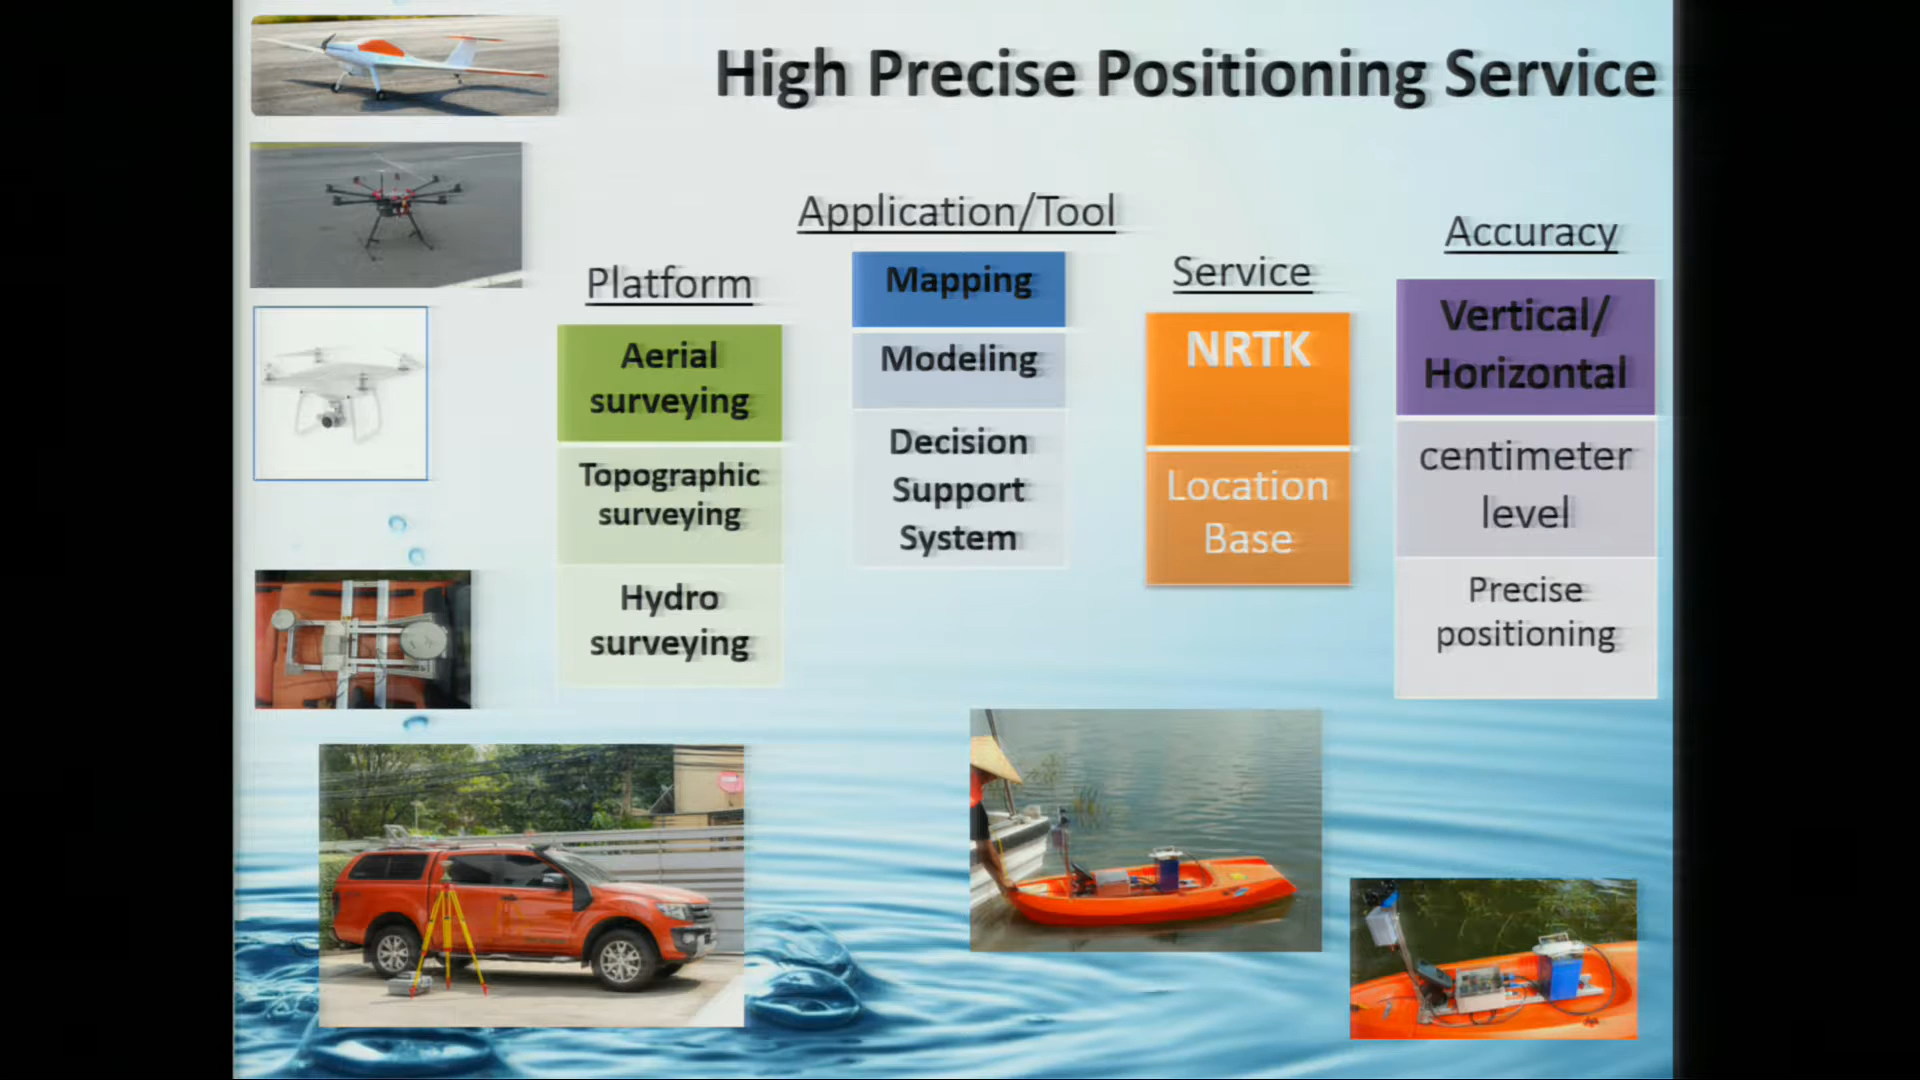 High Precise Positioning Service
Platform
Aerial
surveying
Topographic
surveying
Hydro
surveying
Application/Tool
Mapping
Modeling
Decision
Support
System
Service
NRTK
Location
Base
Accuracy
Vertical/
Horizontal
centimeter
level
Precise
positioning